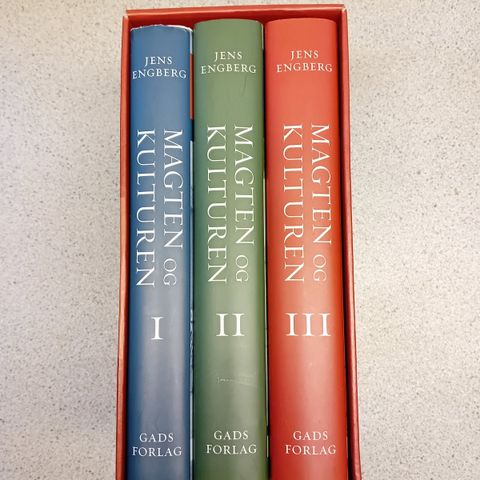 JENS
ENGBERG
MAGTEN OG
KULTUREN
I
GADS
FORLAG
JENS
ENGBERG
MAGTEN OG
KULTUREN
II
GADS
FORLAG
JENS
ENGBERG
MAGTEN OG
KULTUREN
III
GADS
FORLAG